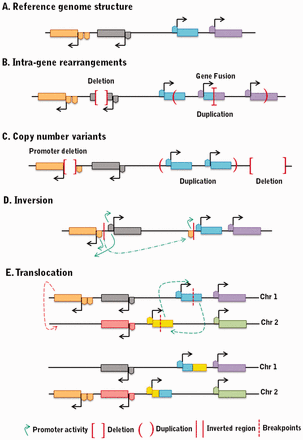 A. Reference genome structure
B. Intra-gene rearrangements
Deletion
Gene Fusion
Duplication
C. Copy number variants
Promoter deletion
Duplication
Deletion
D. Inversion
E. Translocation
Chr 1
Chr 2
Chr 1
Chr 2
Promoter activity
Deletion
Duplication
Inverted region
Breakpoints